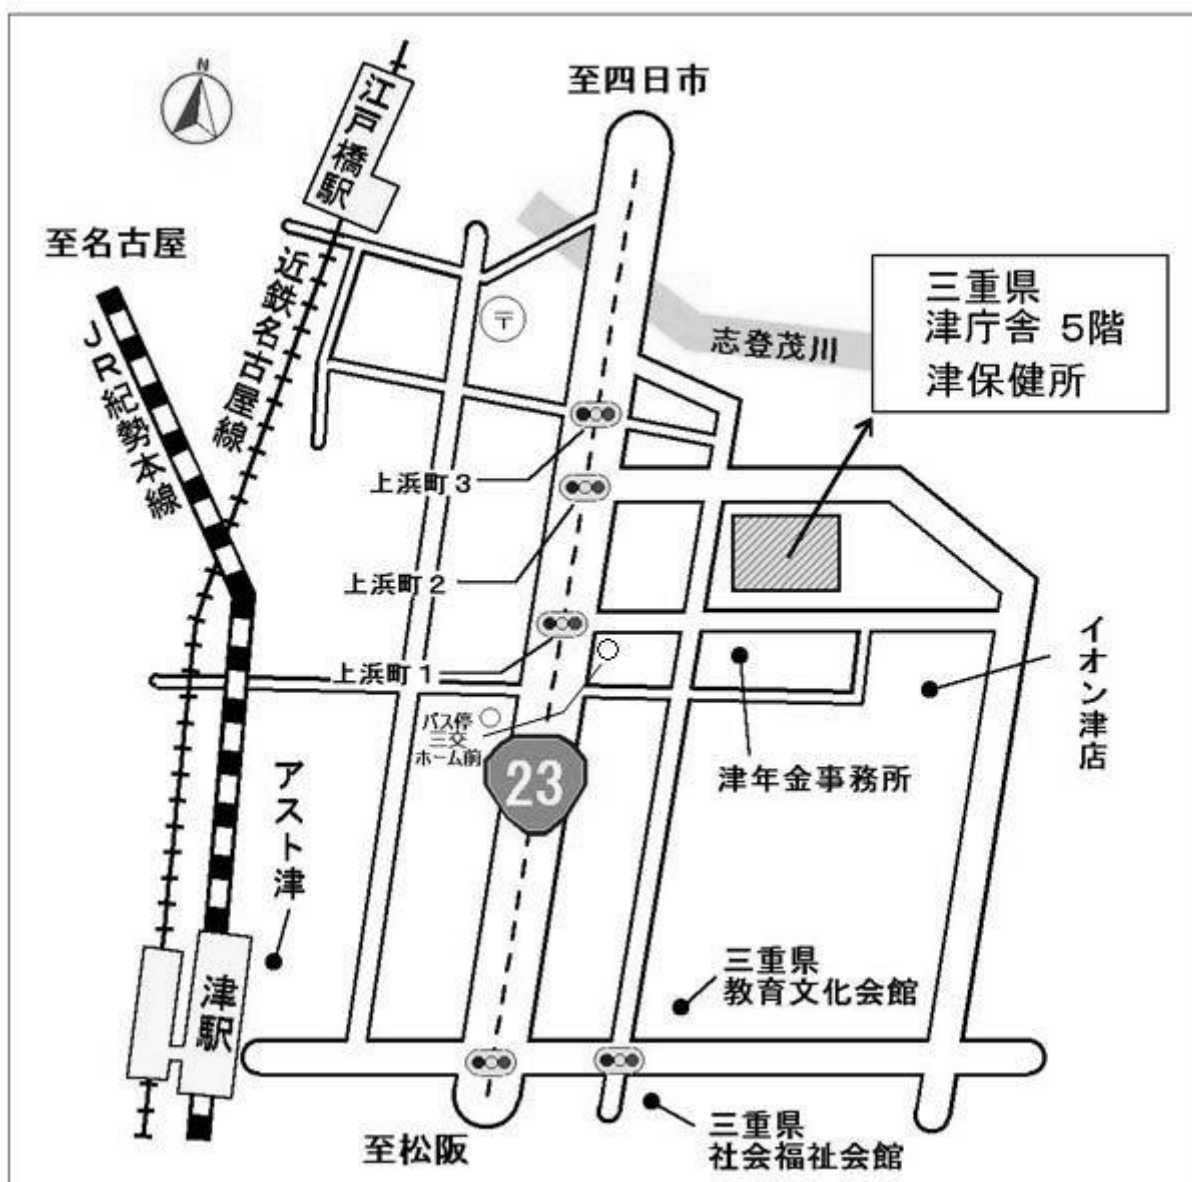 N
至四日市
江戸橋駅
至名古屋
近鉄名古屋線
JR紀勢本線
〒
志登茂川
三重県
津庁舎 5階
津保健所
上浜町3
上浜町2
上浜町1
バス停
三交
ホーム前
23
イオン津店
津年金事務所
アスト津
津駅
三重県
教育文化会館
至松阪
三重県
社会福祉会館